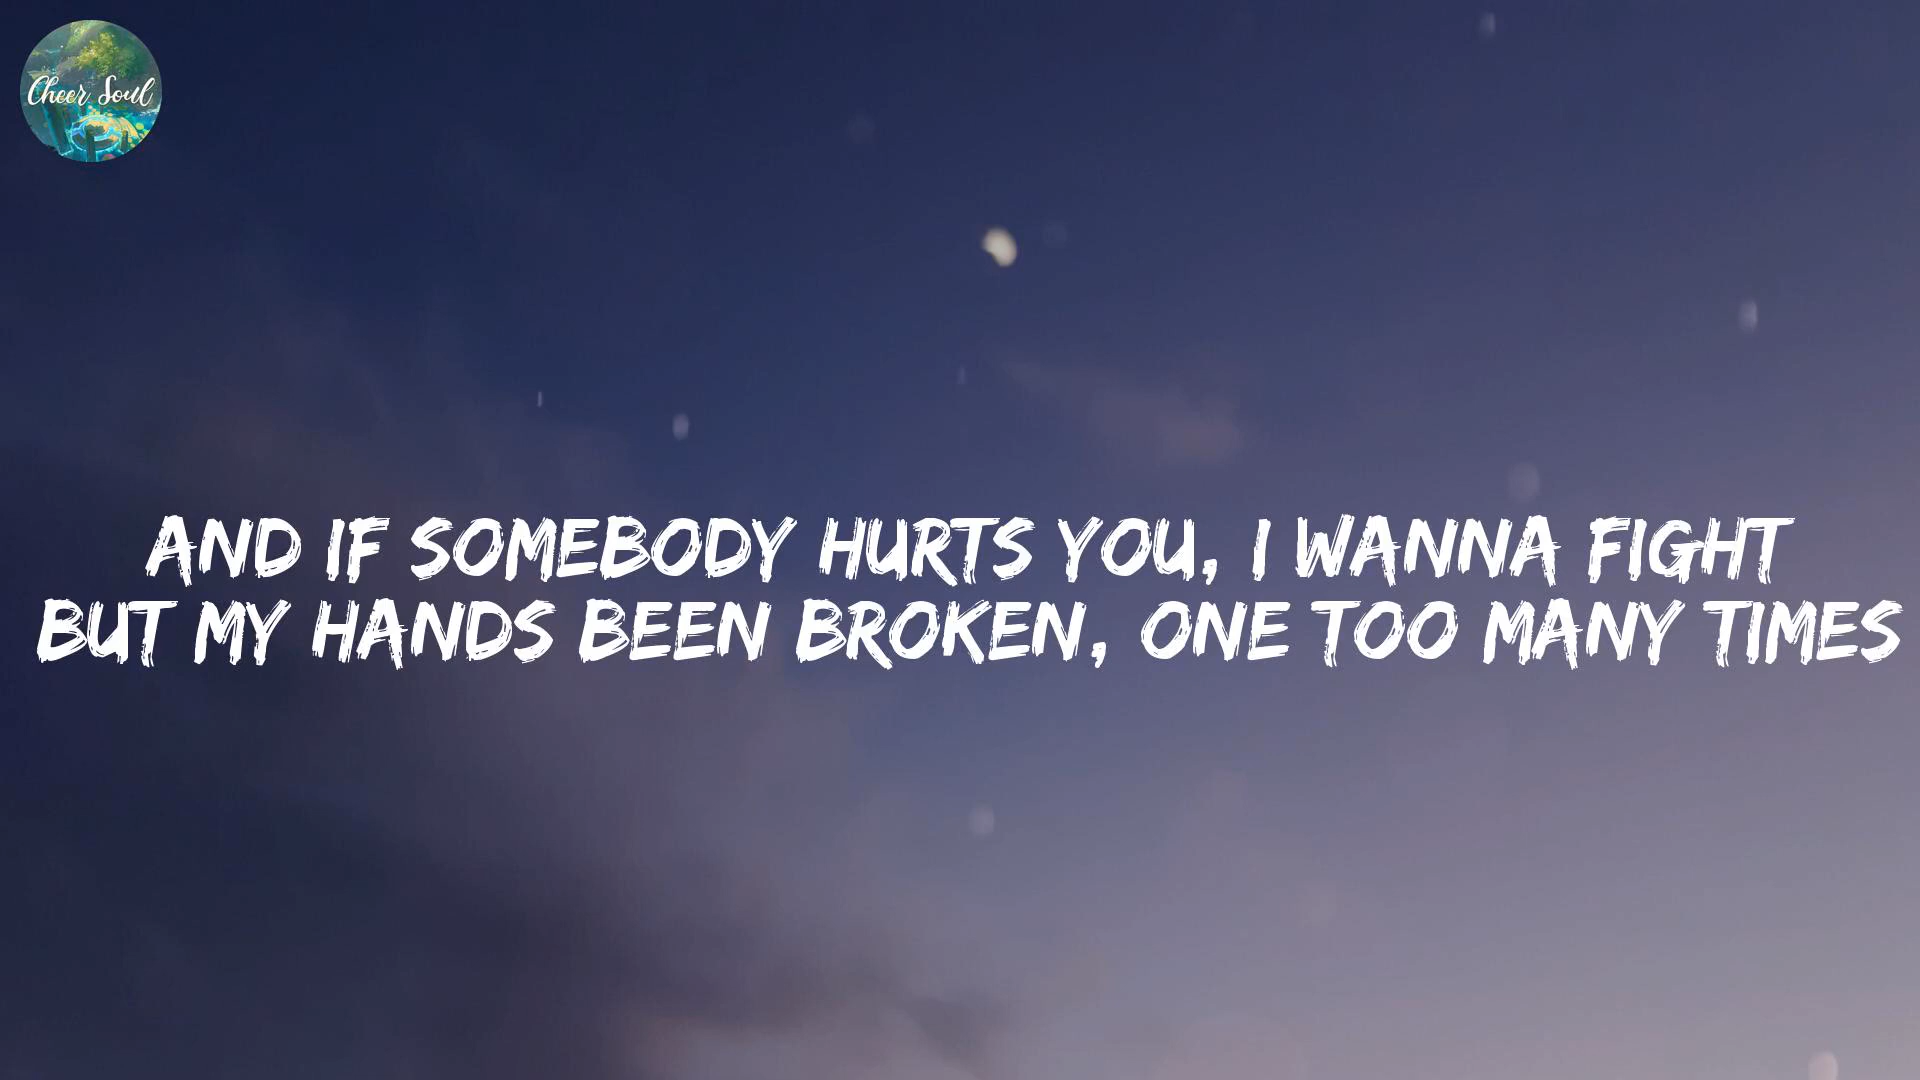 Cheer Soul
AND IF SOMEBODY HURTS YOU, I WANNA FIGHT
BUT MY HANDS BEEN BROKEN, ONE TOO MANY TIMES